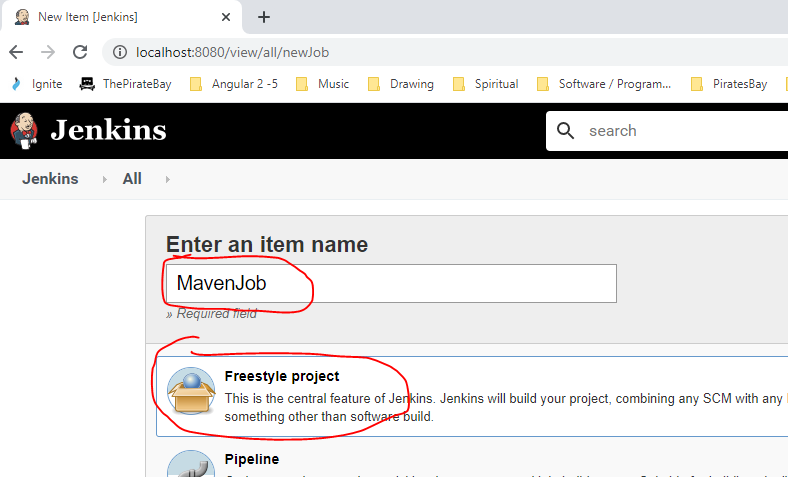 New Item [Jenkins]
localhost:8080/view/all/newJob
Ignite ThePirateBay Angular 2 -5 Music Drawing Spiritual Software / Program... PiratesBay
Jenkins
search
Jenkins All
Enter an item name
MavenJob
» Required field
Freestyle project
This is the central feature of Jenkins. Jenkins will build your project, combining any SCM with any
something other than software build.
Pipeline